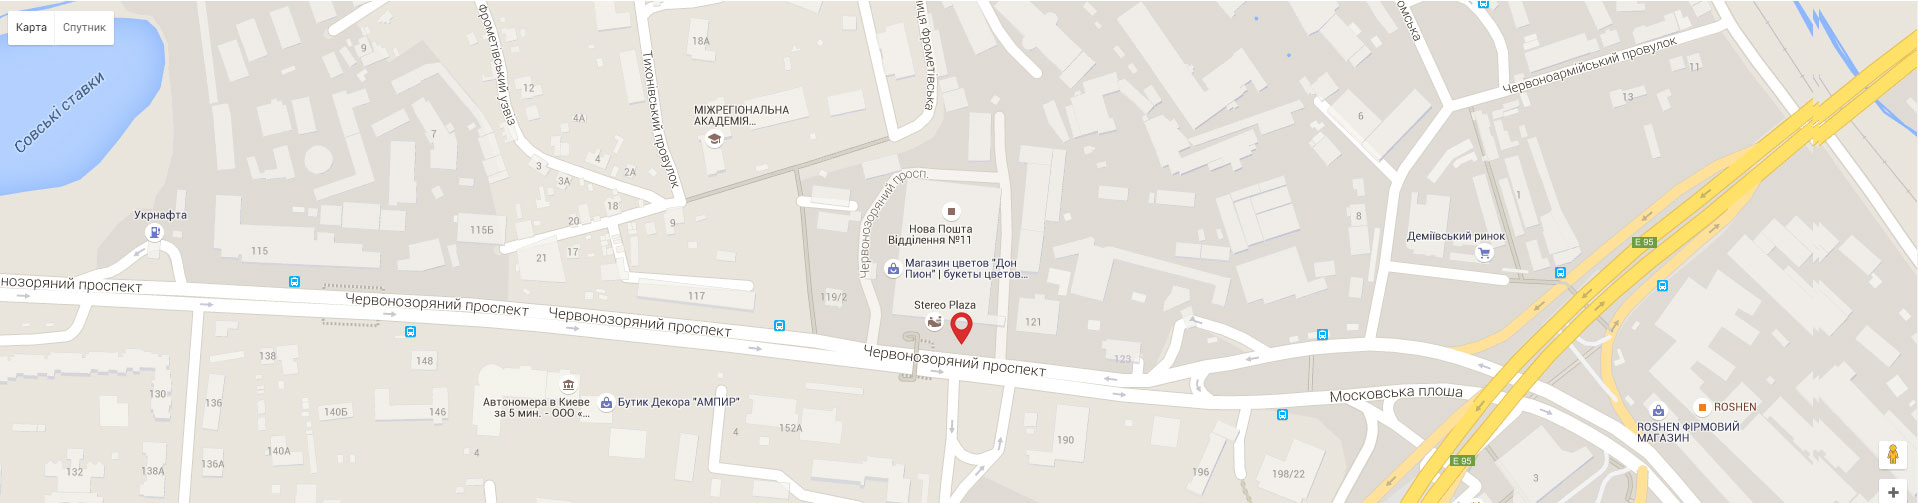 Карта
Спутник
Совські ставки
9
7
Фрометівський узвіз
12
4А
3
3А
4
2А
Тихонівський провулок
18А
МІЖРЕГІОНАЛЬНА
АКАДЕМІЯ...
иця Фрометівська
омська
Червоноармійський провулок
11
13
6
8
1
Укрнафта
115
115Б
20
18
17
21
9
117
119/2
Червонозоряний просп.
Нова Пошта
Відділення №11
Магазин цветов "Дон
Пион" | букеты цветов...
Stereo Plaza
121
123
Деміївський ринок
E 95
нозоряний проспект
Червонозоряний проспект
Червонозоряний проспект
Червонозоряний проспект
Московська площа
138
148
132
138А
136А
140А
140Б
146
4
Автономера в Киеве
за 5 мин. - ООО «...
Бутик Декора "АМПИР"
4
152А
190
196
198/22
3
E 95
ROSHEN
ROSHEN ФІРМОВИЙ
МАГАЗИН